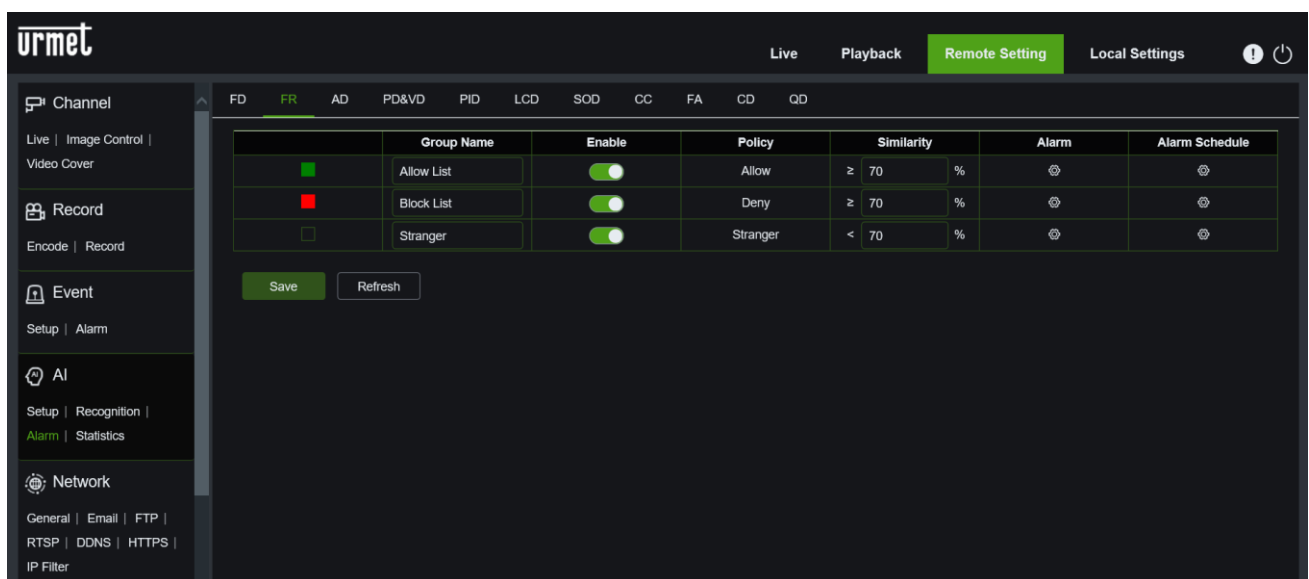 urmet
Live Playback Remote Setting Local Settings
Channel
Live | Image Control |
Video Cover
Record
Encode | Record
Event
Setup | Alarm
AI
Setup | Recognition |
Alarm | Statistics
Network
General | Email | FTP |
RTSP | DDNS | HTTPS |
IP Filter
FD FR AD PD&VD PID LCD SOD CC FA CD QD
Group Name Enable Policy Similarity Alarm Alarm Schedule
Allow List Allow ≥ 70 %
Block List Deny ≥ 70 %
Stranger Stranger < 70 %
Save Refresh